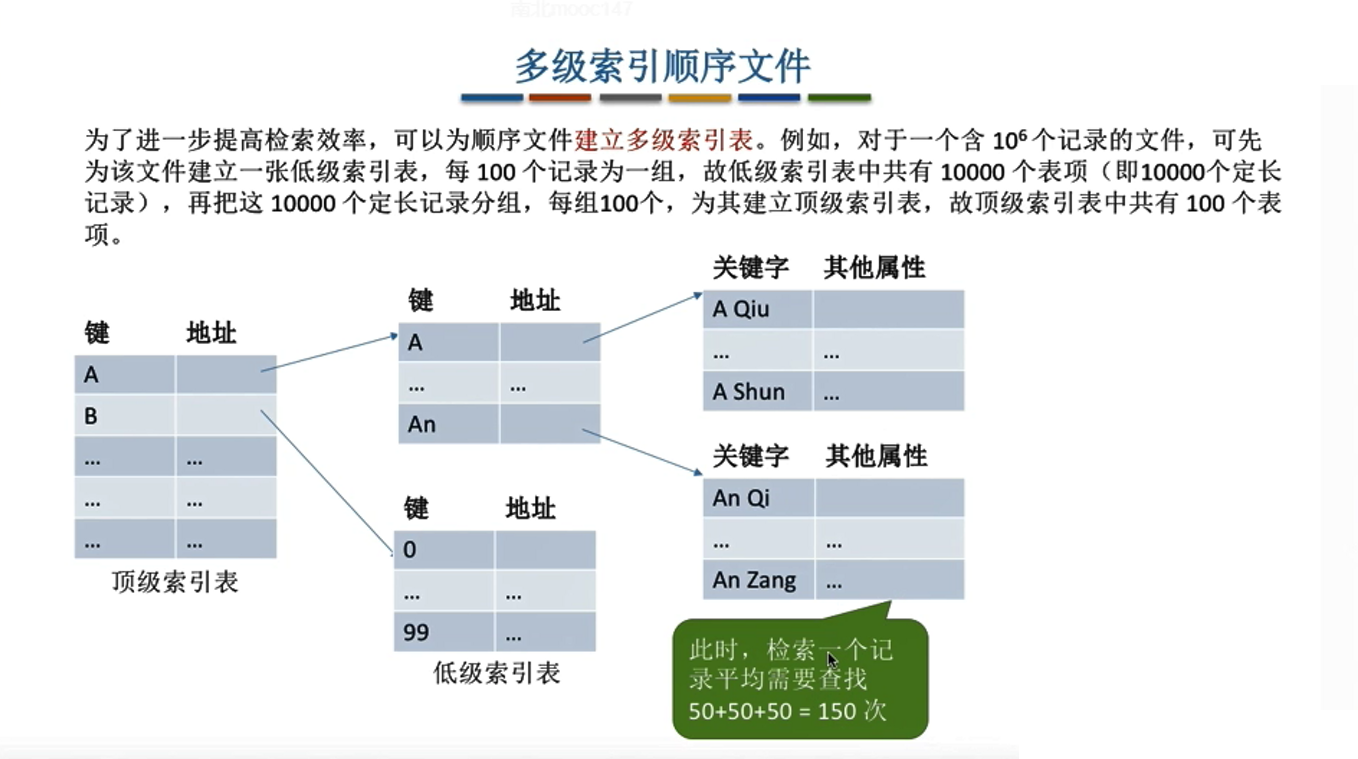 南北mooc147
多级索引顺序文件
为了进一步提高检索效率，可以为顺序文件建立多级索引表。例如，对于一个含 10⁶个记录的文件，可先
为该文件建立一张低级索引表，每 100 个记录为一组，故低级索引表中共有 10000 个表项（即10000个定长
记录），再把这 10000 个定长记录分组，每组100个，为其建立顶级索引表，故顶级索引表中共有 100 个表
项。
键 地址
A
B
... ...
... ...
... ...
顶级索引表
键 地址
A
... ...
An
键 地址
0
... ...
99 ...
低级索引表
关键字 其他属性
A Qiu
... ...
A Shun ...
关键字 其他属性
An Qi
... ...
An Zang ...
此时，检索一个记
录平均需要查找
50+50+50 = 150 次